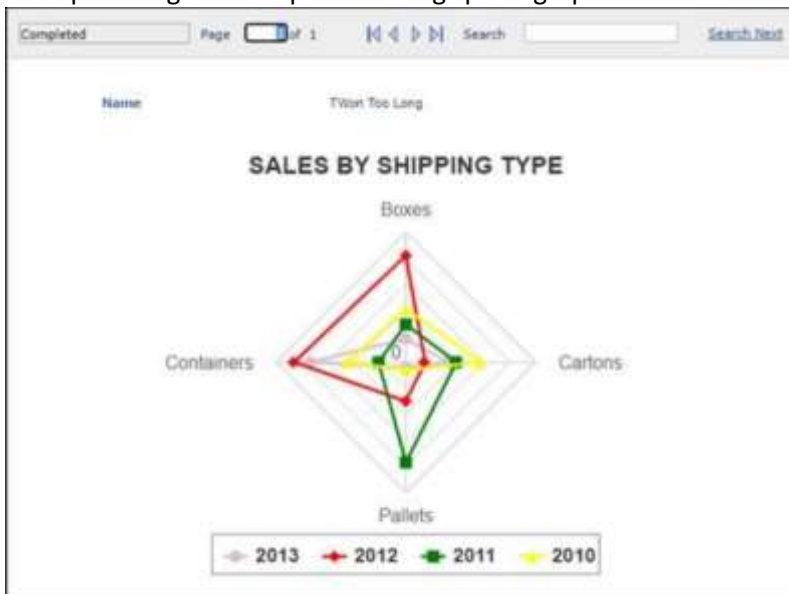 Completed Page of 1 Search Search Next
Name TWon Too Long
SALES BY SHIPPING TYPE
Boxes
Containers 0 Cartons
Pallets
2013 2012 2011 2010